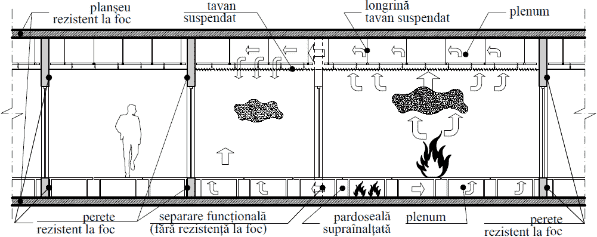 planșeu
rezistent la foc
tavan
suspendat
longrină
tavan suspendat
plenum
perete
rezistent la foc
separare funcțională
(fără rezistență la foc)
pardoseală
supraînălțată
plenum
perete
rezistent la foc